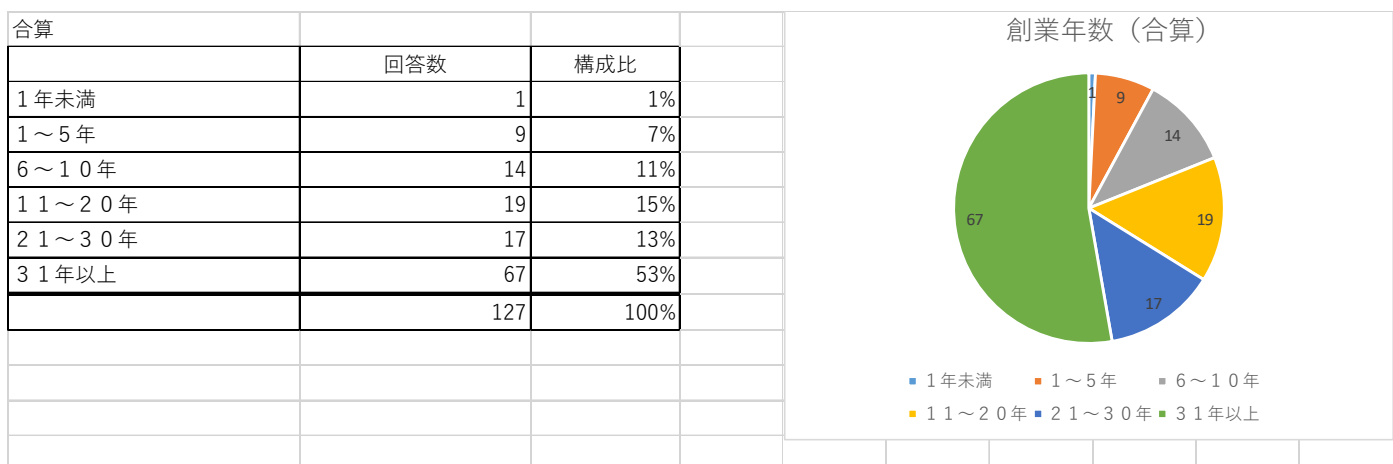 合算
回答数 構成比
1年未満 1 1%
1～5年 9 7%
6～10年 14 11%
11～20年 19 15%
21～30年 17 13%
31年以上 67 53%
127 100%
創業年数（合算）
1
9
14
19
17
67
1年未満 1～5年 6～10年
11～20年 21～30年 31年以上